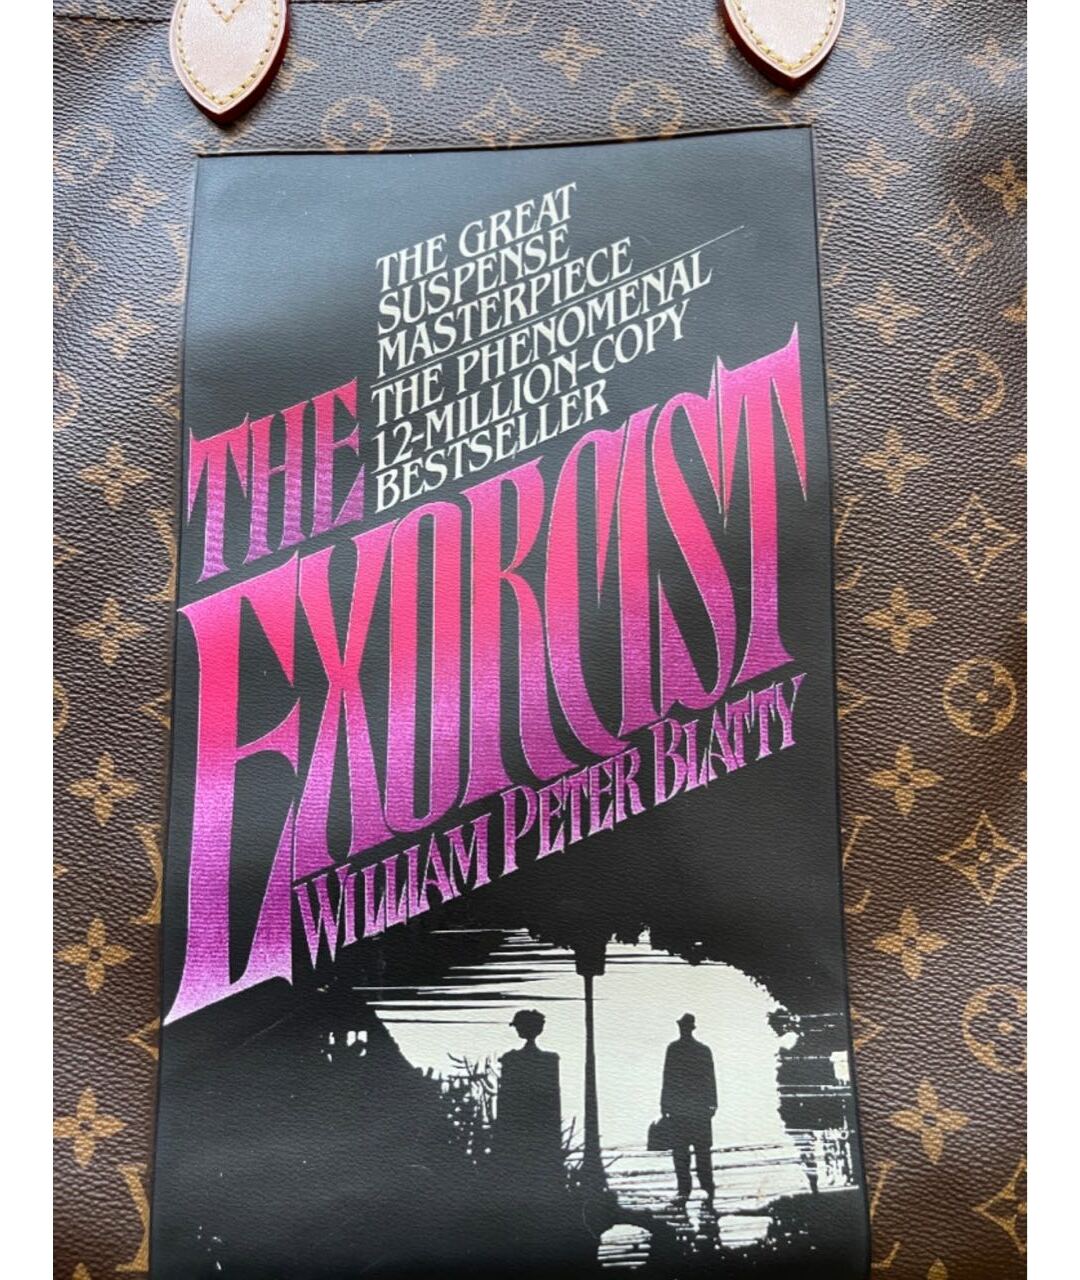 THE GREAT
SUSPENSE
MASTERPIECE
THE PHENOMENAL
12-MILLION-COPY
BESTSELLER
THE
EXORCIST
WILLIAM PETER BLATTY